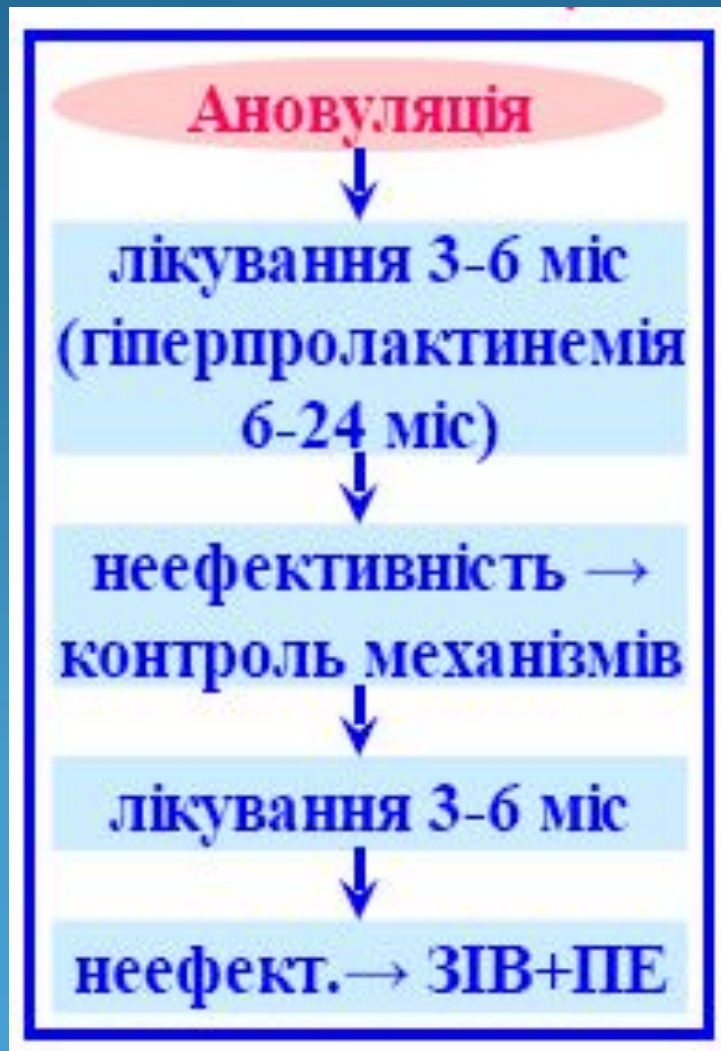 Ановуляція
лікування 3-6 міс
(гіперпролактинемія
6-24 міс)
неефективність →
контроль механізмів
лікування 3-6 міс
неефект.→ ЗІВ+ПЕ